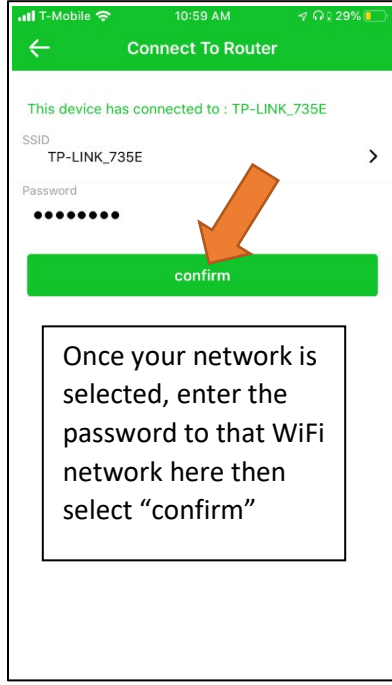 T-Mobile 10:59 AM 29%
Connect To Router
This device has connected to : TP-LINK_735E
SSID
TP-LINK_735E
Password
confirm
Once your network is
selected, enter the
password to that WiFi
network here then
select “confirm”